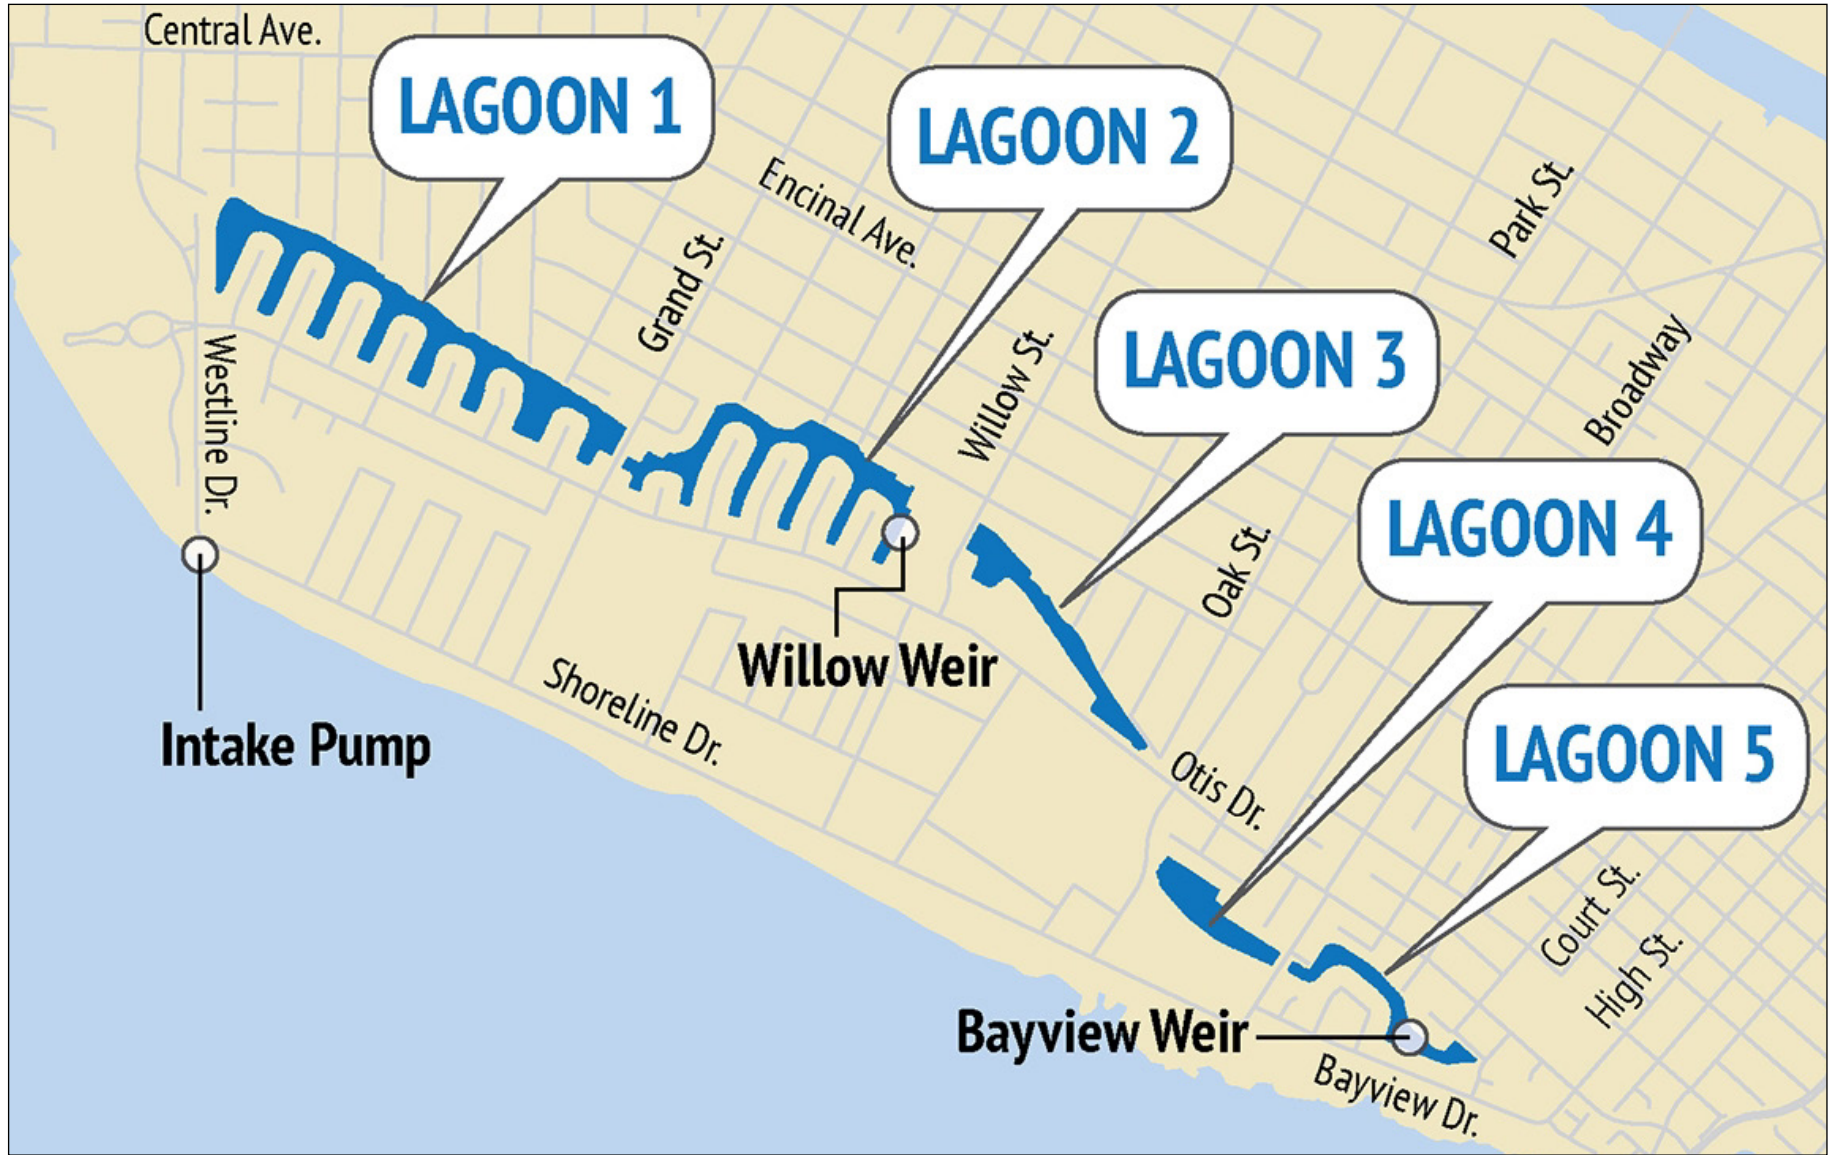 Central Ave.
LAGOON 1
LAGOON 2
Encinal Ave.
Park St.
Grand St.
Willow St.
LAGOON 3
Broadway
Westline Dr.
LAGOON 4
Oak St.
Willow Weir
Shoreline Dr.
Intake Pump
Otis Dr.
LAGOON 5
Court St.
High St.
Bayview Weir
Bayview Dr.